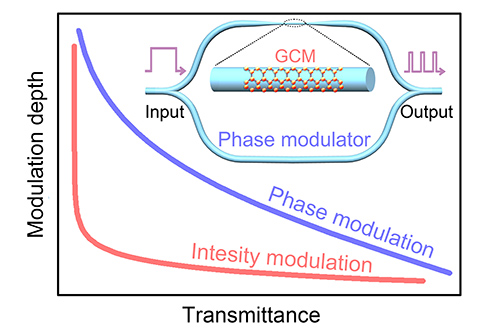 GCM
Input
Output
Phase modulator
Phase modulation
Intesity modulation
Modulation depth
Transmittance